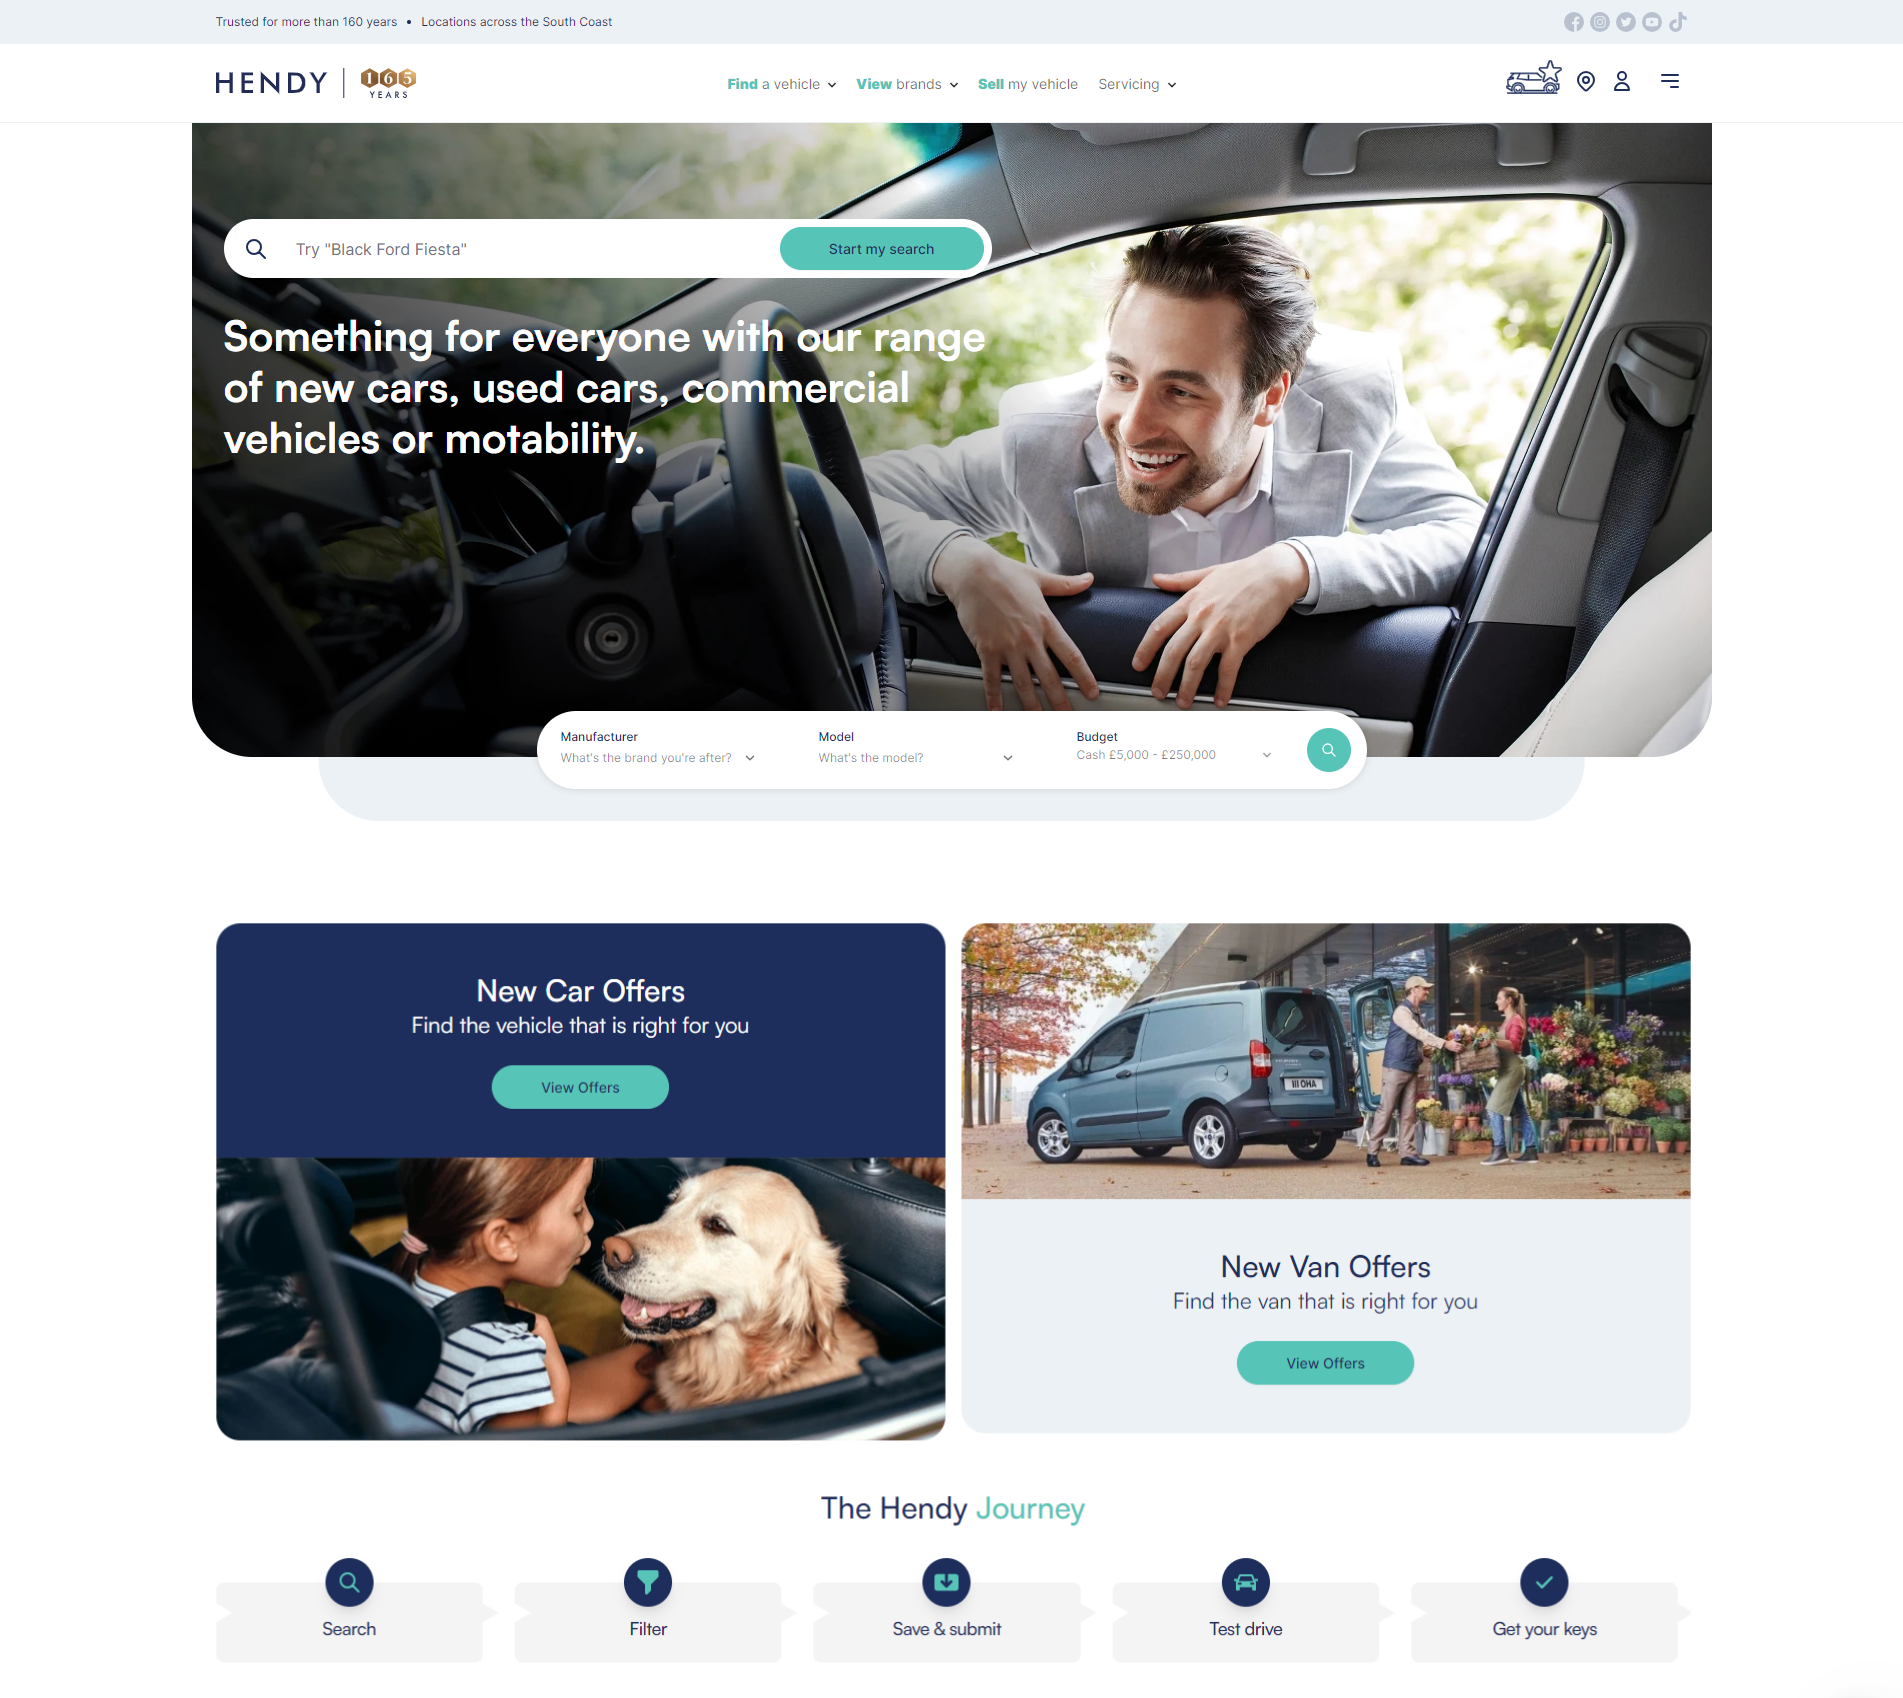 Trusted for more than 160 years • Locations across the South Coast
HENDY | 165 YEARS
Find a vehicle
View brands
Sell my vehicle
Servicing
Try "Black Ford Fiesta"
Start my search
Something for everyone with our range
of new cars, used cars, commercial
vehicles or motability.
Manufacturer
What's the brand you're after?
Model
What's the model?
Budget
Cash £5,000 - £250,000
New Car Offers
Find the vehicle that is right for you
View Offers
III OHA
New Van Offers
Find the van that is right for you
View Offers
The Hendy Journey
Search
Filter
Save & submit
Test drive
Get your keys